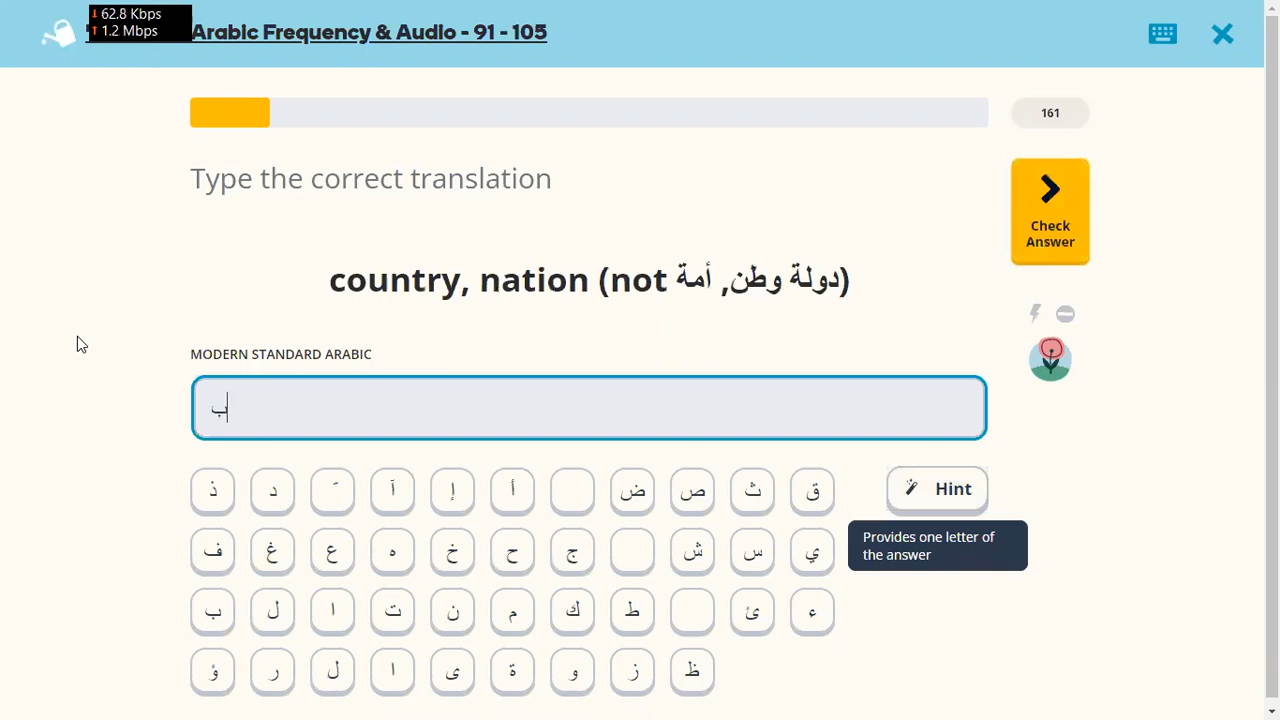 ↓ 62.8 Kbps
↑ 1.2 Mbps
Arabic Frequency & Audio - 91 - 105
161
Type the correct translation
Check
Answer
country, nation (not دولة وطن, أمة)
MODERN STANDARD ARABIC
ب
ذ د َ آ إ أ ض ص ث ق
Hint
ف غ ع ه خ ح ج ش س ي
Provides one letter of
the answer
ب ل ا ت ن م ك ط ئ ء
ؤ ر ل ا ى ة و ز ظ